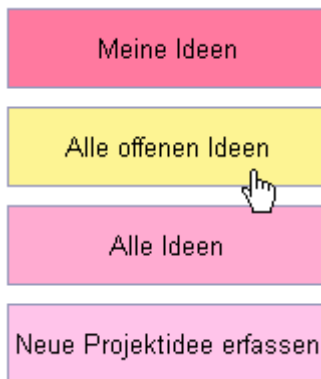 Meine Ideen
Alle offenen Ideen
Alle Ideen
Neue Projektidee erfassen